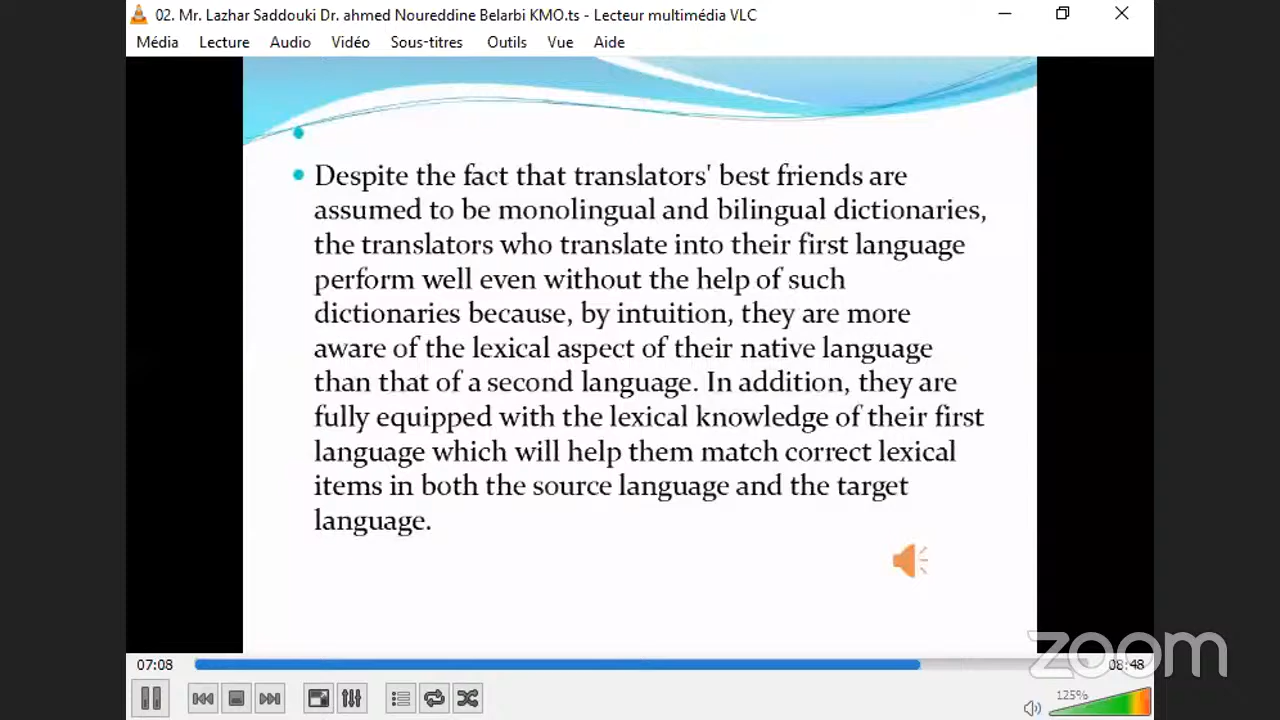 02. Mr. Lazhar Saddouki Dr. ahmed Noureddine Belarbi KMO.ts - Lecteur multimédia VLC
Média Lecture Audio Vidéo Sous-titres Outils Vue Aide
Despite the fact that translators' best friends are
assumed to be monolingual and bilingual dictionaries,
the translators who translate into their first language
perform well even without the help of such
dictionaries because, by intuition, they are more
aware of the lexical aspect of their native language
than that of a second language. In addition, they are
fully equipped with the lexical knowledge of their first
language which will help them match correct lexical
items in both the source language and the target
language.
zoom
07:08 08:48
125%